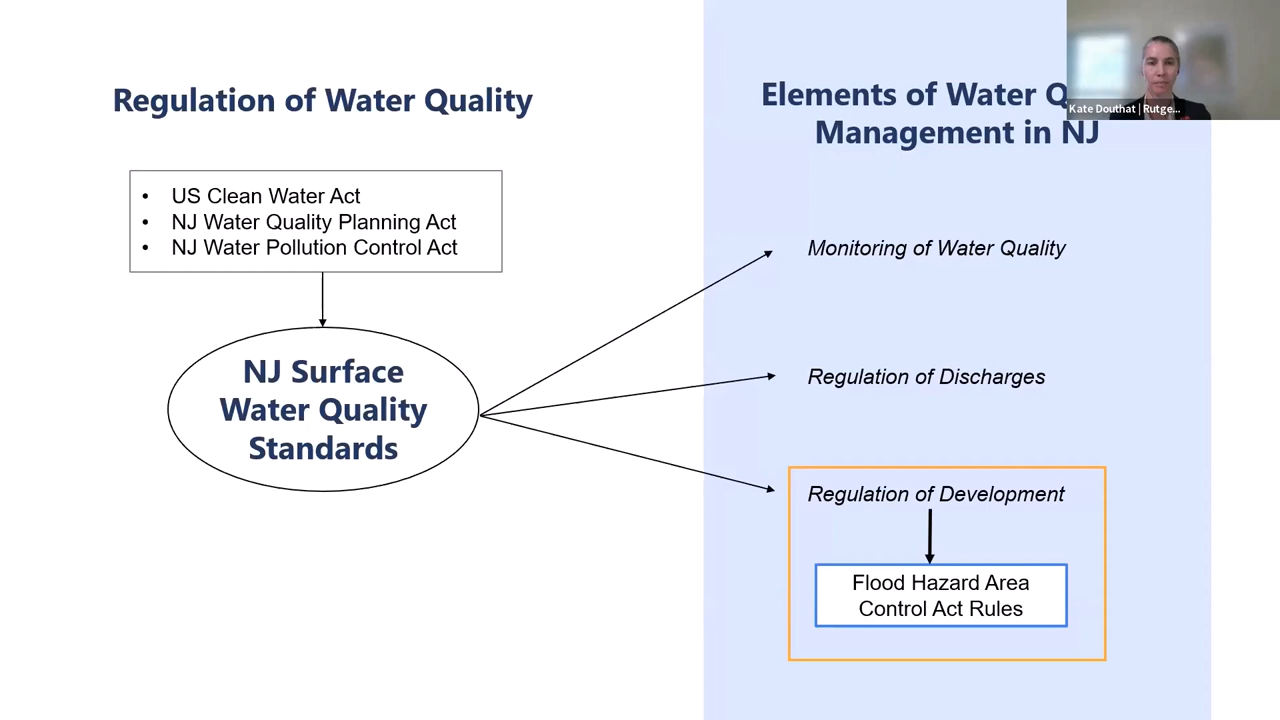 Regulation of Water Quality
• US Clean Water Act
• NJ Water Quality Planning Act
• NJ Water Pollution Control Act
NJ Surface
Water Quality
Standards
Elements of Water Q
Management in NJ
Kate Douthat | Rutge...
Monitoring of Water Quality
Regulation of Discharges
Regulation of Development
Flood Hazard Area
Control Act Rules